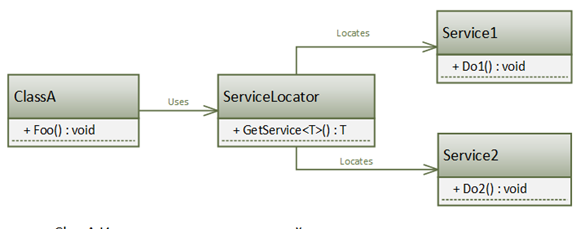 Service1
Locates
+ Do1() : void
ClassA
ServiceLocator
Uses
+ Foo() : void
+ GetService<T>() : T
Service2
Locates
+ Do2() : void